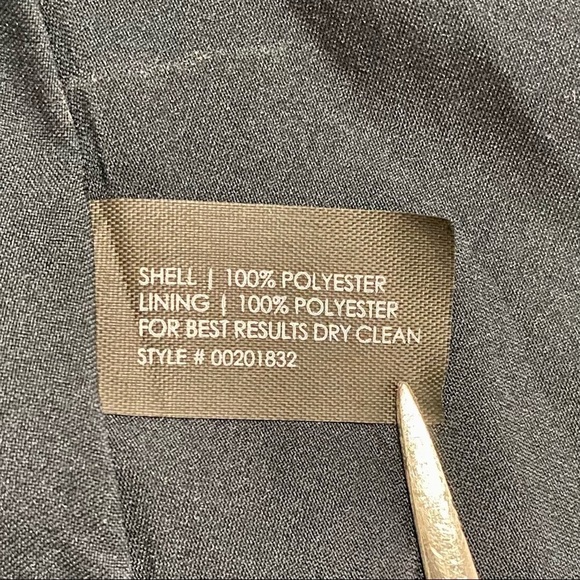 SHELL | 100% POLYESTER
LINING | 100% POLYESTER
FOR BEST RESULTS DRY CLEAN
STYLE # 00201832